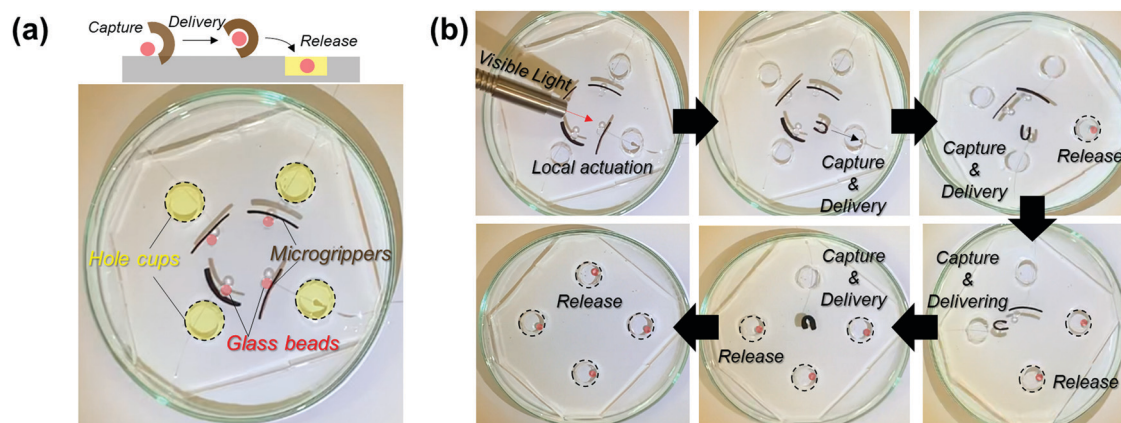 (a)
Capture
Delivery
Release
Hole cups
Microgrippers
Glass beads
(b)
Visible Light
Local actuation
Capture
&
Delivery
Capture
&
Delivery
Release
Capture
&
Delivering
Release
Capture
&
Delivery
Release
Release